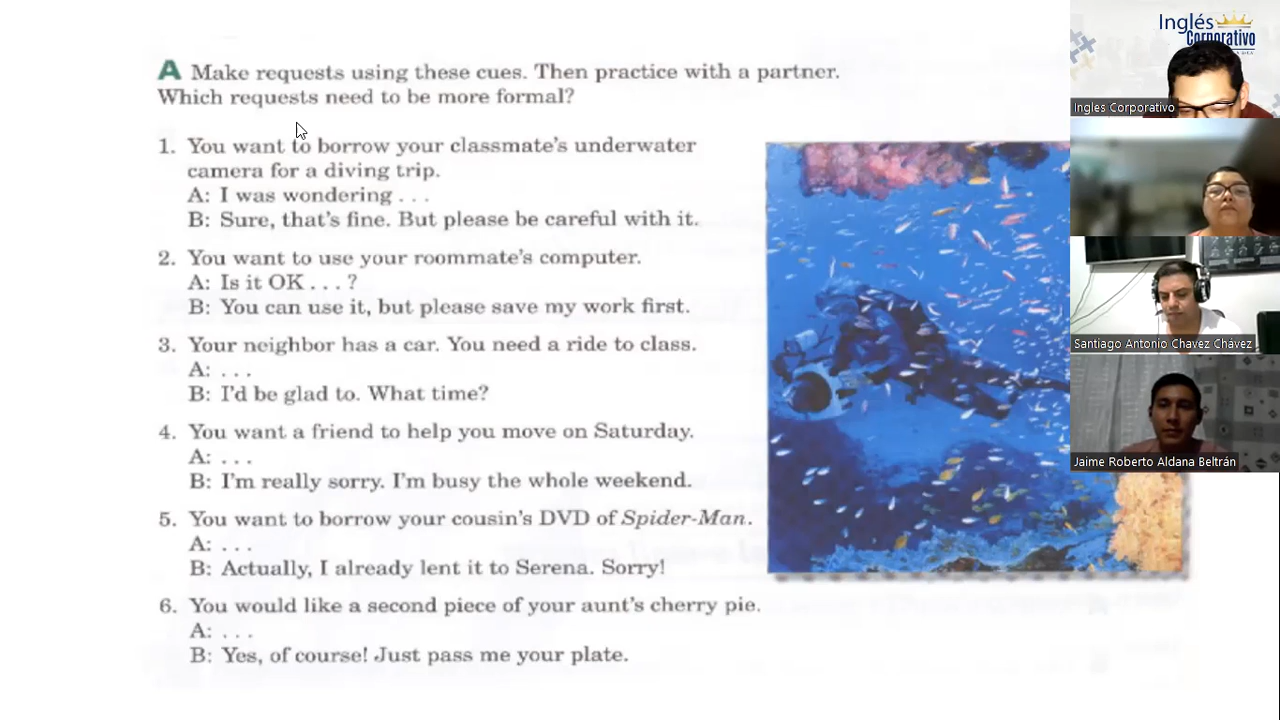 A Make requests using these cues. Then practice with a partner.
Which requests need to be more formal?
1. You want to borrow your classmate's underwater
camera for a diving trip.
A: I was wondering . . .
B: Sure, that's fine. But please be careful with it.
2. You want to use your roommate's computer.
A: Is it OK . . . ?
B: You can use it, but please save my work first.
3. Your neighbor has a car. You need a ride to class.
A: . . .
B: I'd be glad to. What time?
4. You want a friend to help you move on Saturday.
A: . . .
B: I'm really sorry. I'm busy the whole weekend.
5. You want to borrow your cousin's DVD of Spider-Man.
A: . . .
B: Actually, I already lent it to Serena. Sorry!
6. You would like a second piece of your aunt's cherry pie.
A: . . .
B: Yes, of course! Just pass me your plate.
Inglés
Corporativo
Ingles Corporativo
Santiago Antonio Chavez Chávez
Jaime Roberto Aldana Beltrán